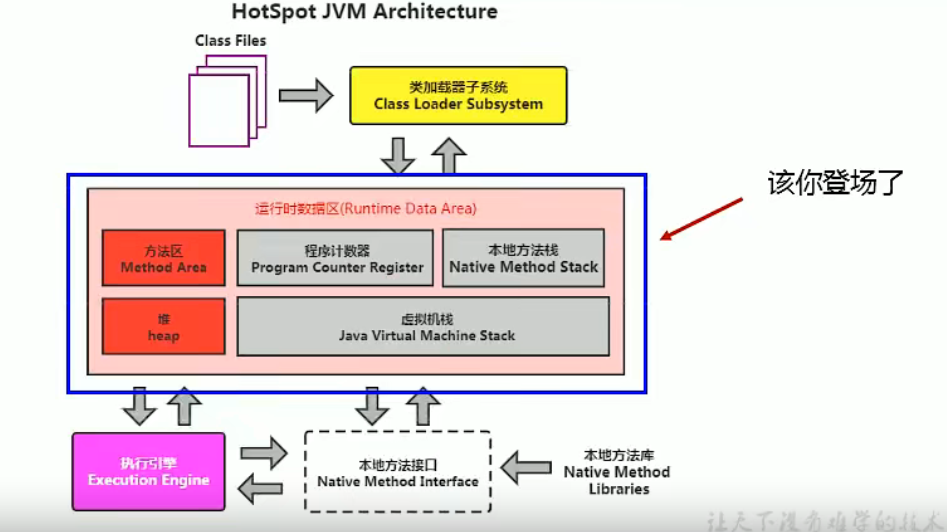 HotSpot JVM Architecture
Class Files
类加载器子系统
Class Loader Subsystem
该你登场了
运行时数据区(Runtime Data Area)
方法区
Method Area
程序计数器
Program Counter Register
本地方法栈
Native Method Stack
堆
heap
虚拟机栈
Java Virtual Machine Stack
执行引擎
Execution Engine
本地方法接口
Native Method Interface
本地方法库
Native Method
Libraries
让天下没有难学的技术